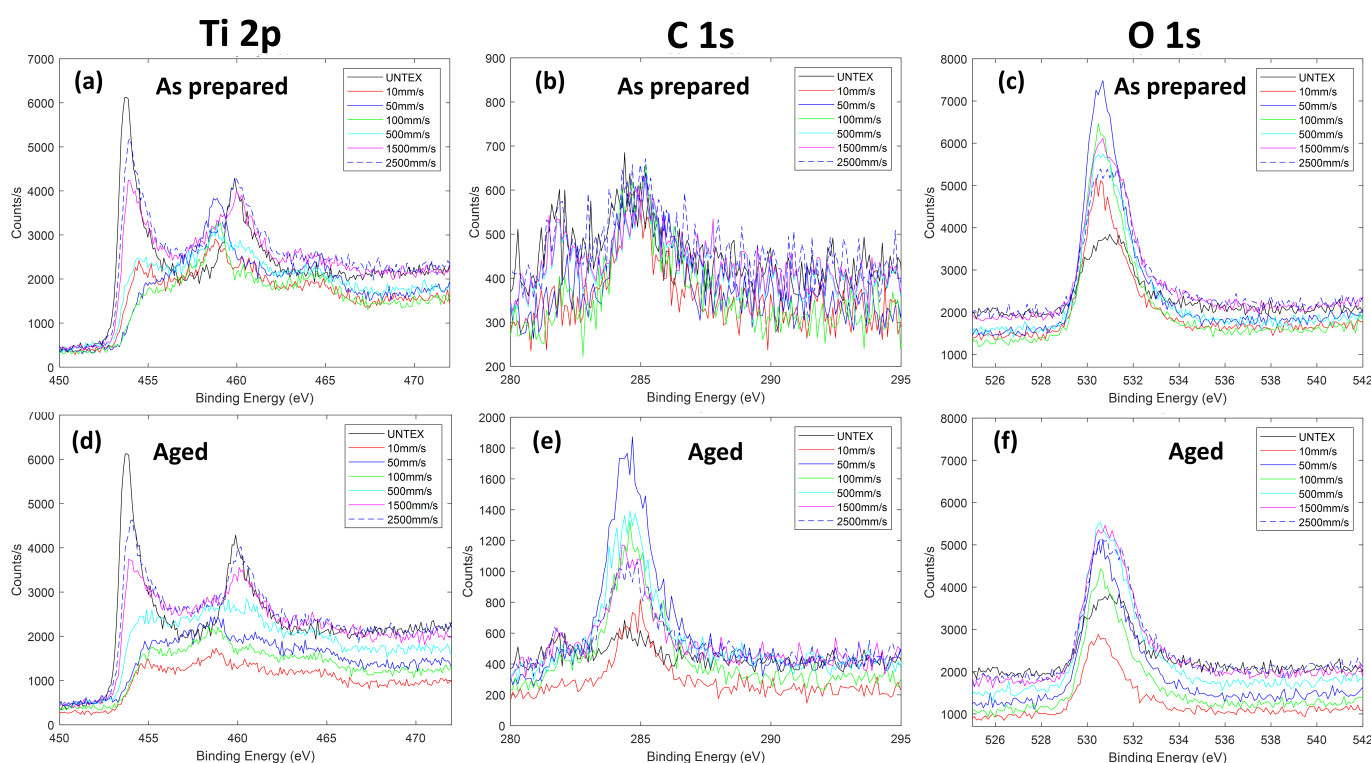 Ti 2p
C 1s
O 1s
(a)
As prepared
UNTEX
10mm/s
50mm/s
100mm/s
500mm/s
1500mm/s
2500mm/s
7000
6000
5000
4000
3000
2000
1000
0
Counts/s
450
455
460
465
470
Binding Energy (eV)
(b)
As prepared
UNTEX
10mm/s
50mm/s
100mm/s
500mm/s
1500mm/s
2500mm/s
900
800
700
600
500
400
300
200
Counts/s
280
285
290
295
Binding Energy (eV)
(c)
As prepared
UNTEX
10mm/s
50mm/s
100mm/s
500mm/s
1500mm/s
2500mm/s
8000
7000
6000
5000
4000
3000
2000
1000
Counts/s
526
528
530
532
534
536
538
540
542
Binding Energy (eV)
(d)
Aged
UNTEX
10mm/s
50mm/s
100mm/s
500mm/s
1500mm/s
2500mm/s
7000
6000
5000
4000
3000
2000
1000
0
Counts/s
450
455
460
465
470
Binding Energy (eV)
(e)
Aged
UNTEX
10mm/s
50mm/s
100mm/s
500mm/s
1500mm/s
2500mm/s
2000
1800
1600
1400
1200
1000
800
600
400
200
0
Counts/s
280
285
290
295
Binding Energy (eV)
(f)
Aged
UNTEX
10mm/s
50mm/s
100mm/s
500mm/s
1500mm/s
2500mm/s
8000
7000
6000
5000
4000
3000
2000
1000
Counts/s
526
528
530
532
534
536
538
540
542
Binding Energy (eV)